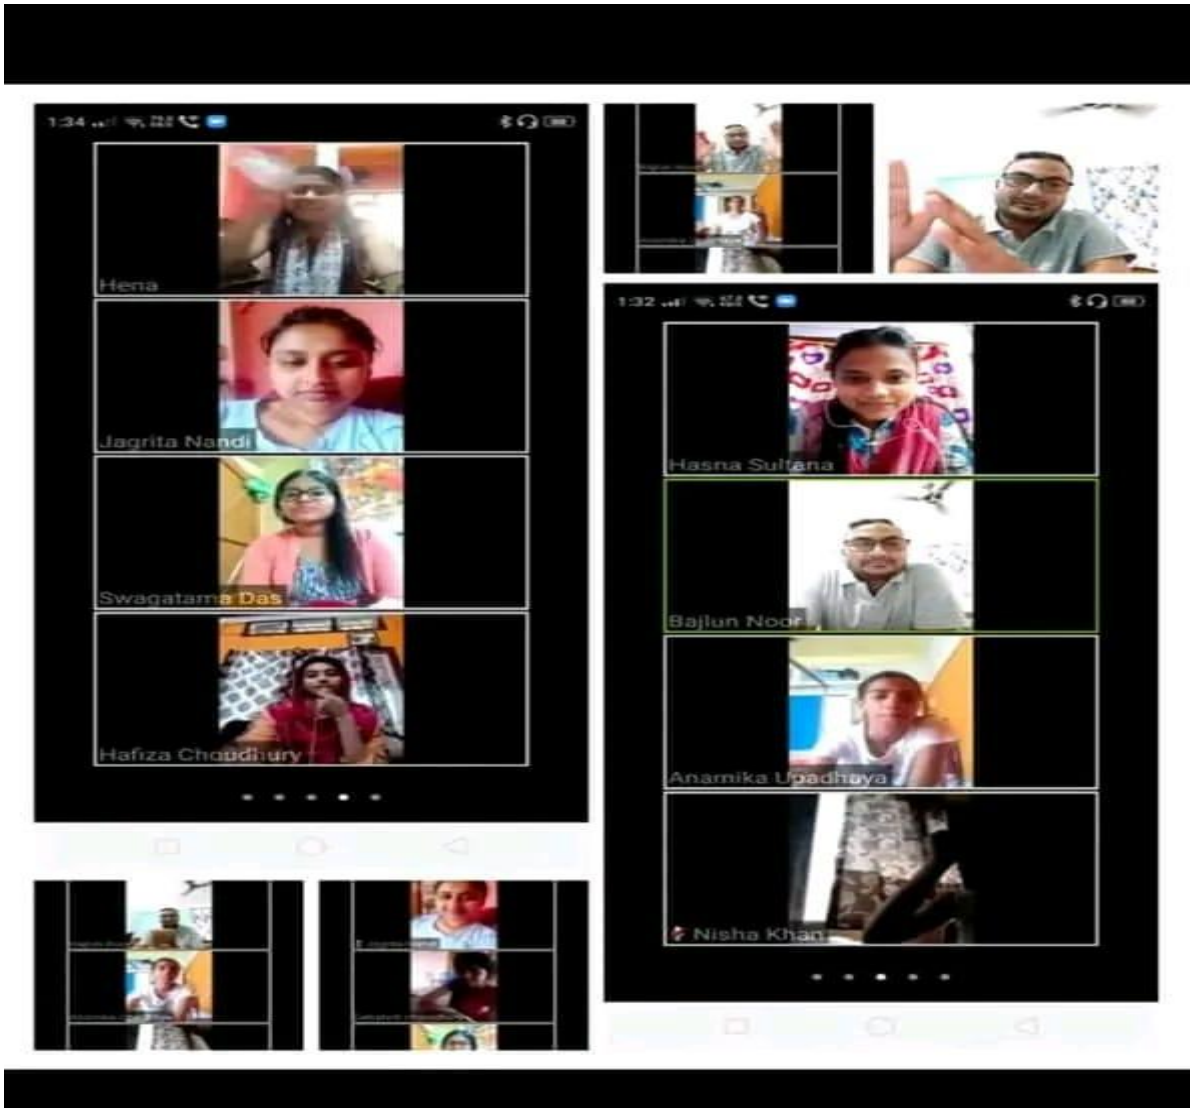 1:34
Hena
Jagrita Nandi
Swagatama Das
Hafiza Choudhury
1:32
Hasna Sultana
Bajlun Noor
Anamika Upadhaya
Nisha Khan